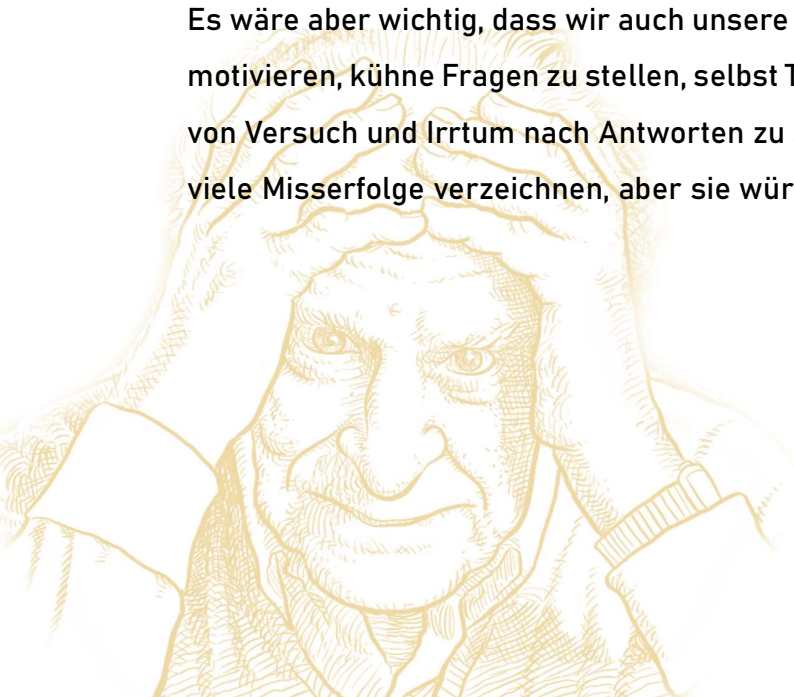 Es wäre aber wichtig, dass wir auch unsere
motivieren, kühne Fragen zu stellen, selbst
von Versuch und Irrtum nach Antworten zu
viele Misserfolge verzeichnen, aber sie